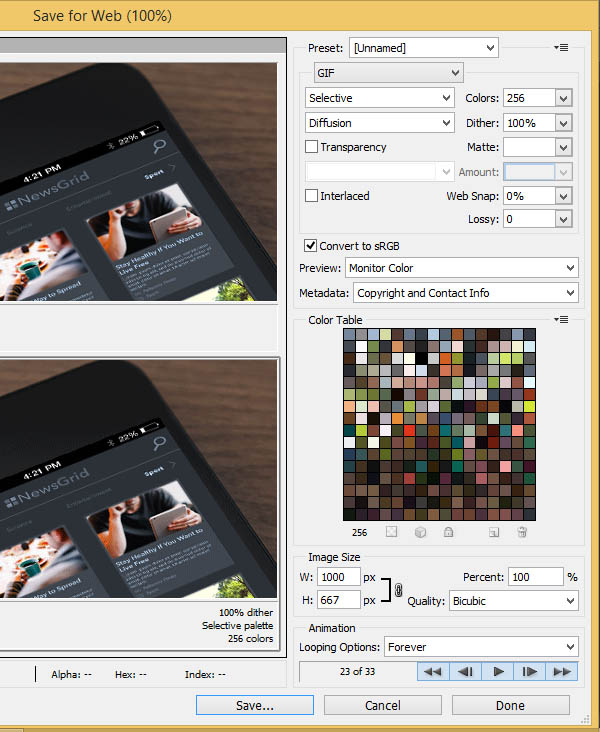 Save for Web (100%)
Preset: [Unnamed]
GIF
Selective
Colors: 256
Diffusion
Dither: 100%
Transparency
Matte:
Amount:
Interlaced
Web Snap: 0%
Lossy: 0
Convert to sRGB
Preview: Monitor Color
Metadata: Copyright and Contact Info
Color Table
256
Image Size
W: 1000 px
Percent: 100 %
H: 667 px
Quality: Bicubic
Animation
Looping Options: Forever
23 of 33
22%
4:21 PM
NewsGrid
Sport
Science
Entertainment
Stay Healthy if You Want to
Live Free
Way to Spread
22%
4:21 PM
NewsGrid
Sport
Science
Entertainment
Stay Healthy if You Want to
Live Free
Way to Spread
100% dither
Selective palette
256 colors
Alpha: --
Hex: --
Index: --
Save...
Cancel
Done